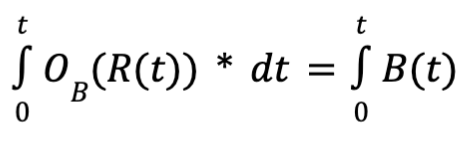 ∫₀ᵗ O_B(R(t)) * dt = ∫₀ᵗ B(t)